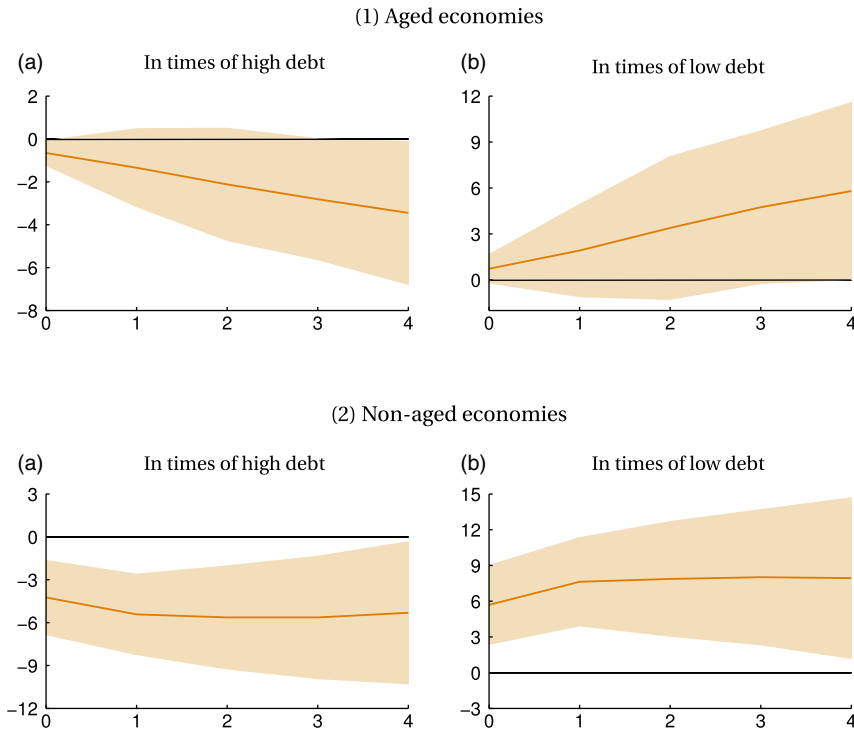 (1) Aged economies
(a) In times of high debt
2
0
−2
−4
−6
−8
0 1 2 3 4
(b) In times of low debt
12
9
6
3
0
0 1 2 3 4
(2) Non-aged economies
(a) In times of high debt
3
0
−3
−6
−9
−12
0 1 2 3 4
(b) In times of low debt
15
12
9
6
3
0
−3
0 1 2 3 4